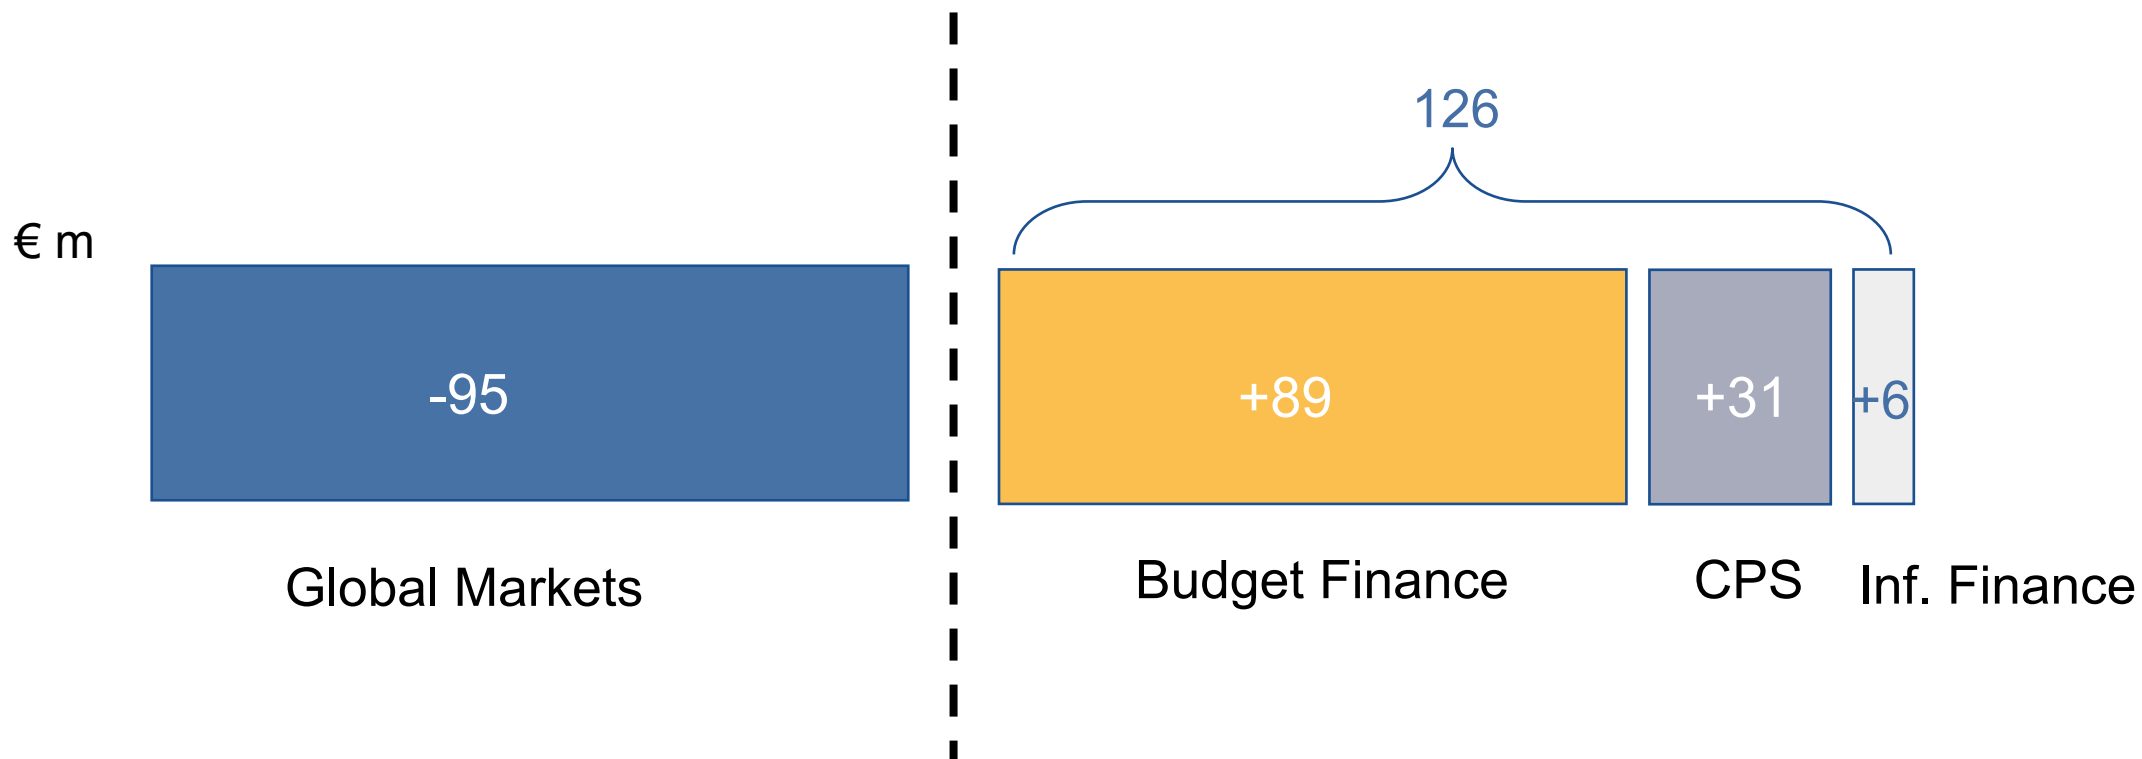 126
€ m
-95
+89
+31
+6
Global Markets
Budget Finance
CPS
Inf. Finance